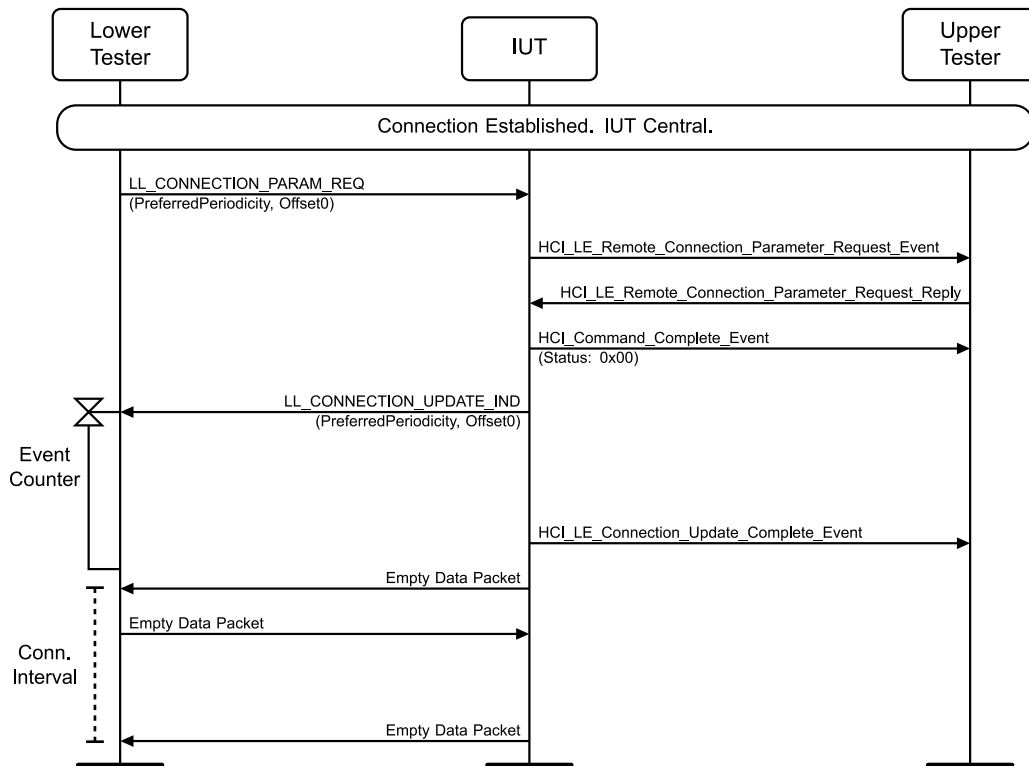 Lower
Tester
IUT
Upper
Tester
Connection Established. IUT Central.
LL_CONNECTION_PARAM_REQ
(PreferredPeriodicity, Offset0)
HCI_LE_Remote_Connection_Parameter_Request_Event
HCI_LE_Remote_Connection_Parameter_Request_Reply
HCI_Command_Complete_Event
(Status: 0x00)
LL_CONNECTION_UPDATE_IND
(PreferredPeriodicity, Offset0)
Event
Counter
HCI_LE_Connection_Update_Complete_Event
Empty Data Packet
Empty Data Packet
Conn.
Interval
Empty Data Packet